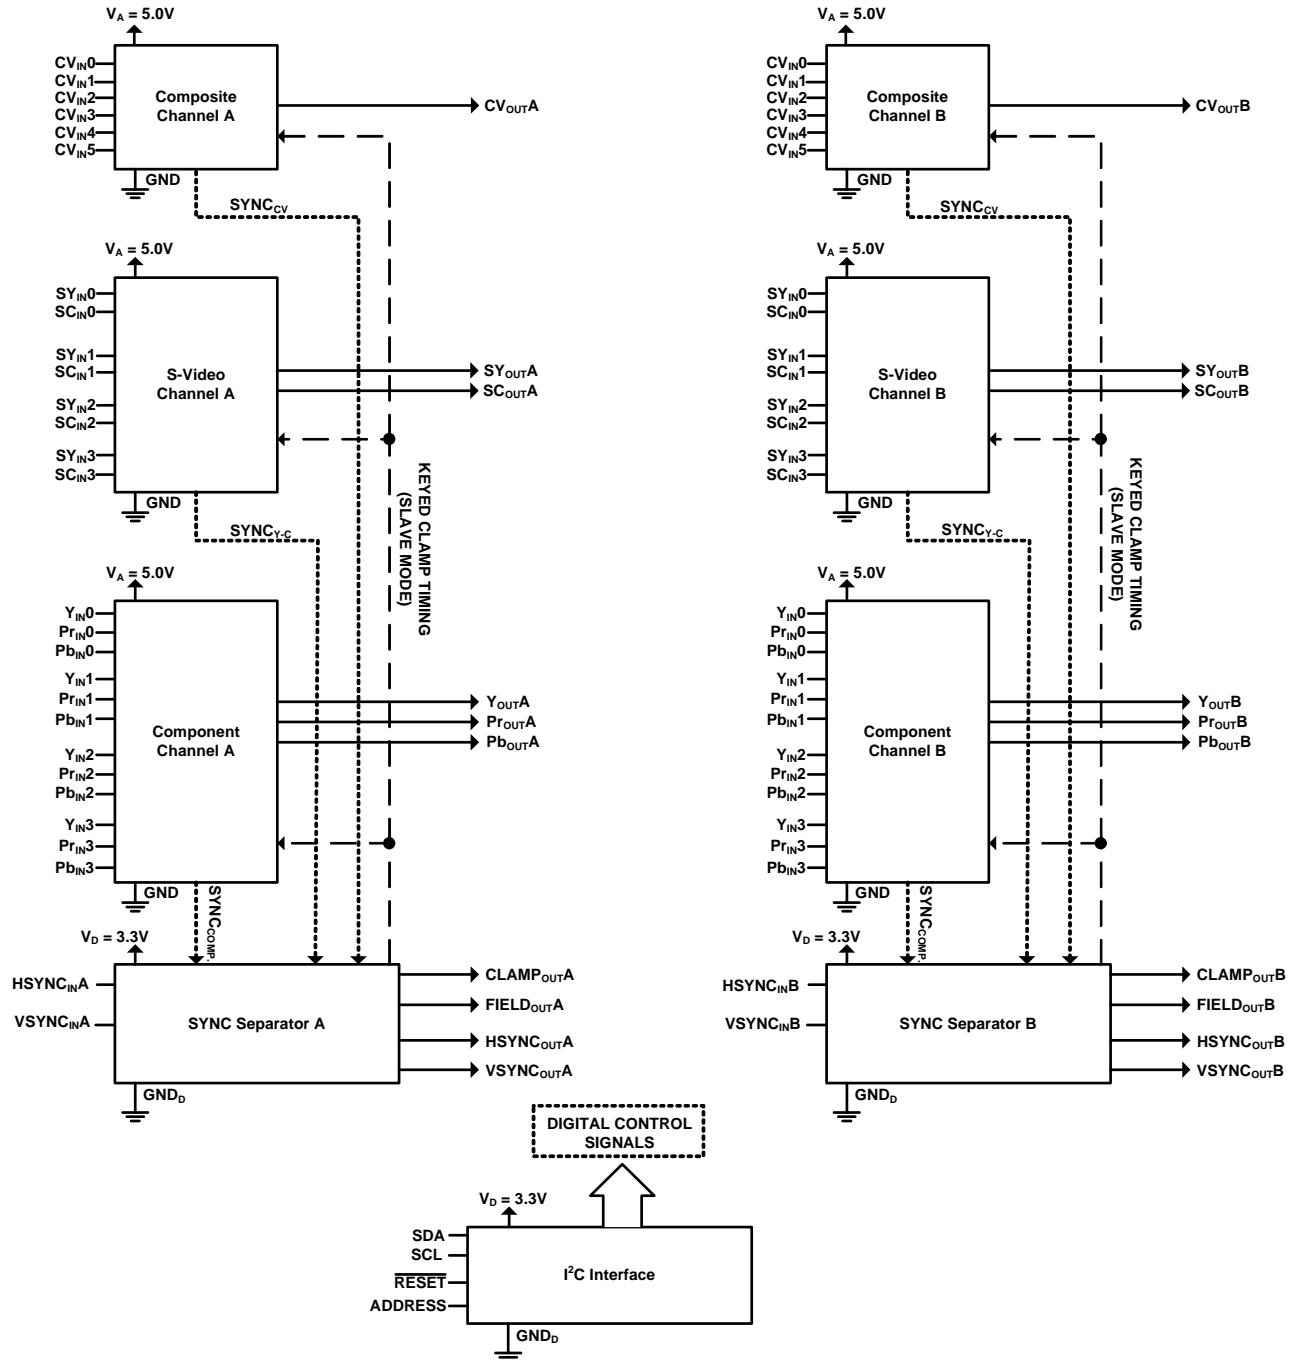 V_A = 5.0V
CV_IN0
CV_IN1
CV_IN2
CV_IN3
CV_IN4
CV_IN5
Composite
Channel A
CV_OUTA
GND
SYNC_CV
V_A = 5.0V
SY_IN0
SC_IN0
SY_IN1
SC_IN1
SY_IN2
SC_IN2
SY_IN3
SC_IN3
S-Video
Channel A
SY_OUTA
SC_OUTA
GND
SYNC_Y-C
KEYED CLAMP TIMING
(SLAVE MODE)
V_A = 5.0V
Y_IN0
Pr_IN0
Pb_IN0
Y_IN1
Pr_IN1
Pb_IN1
Y_IN2
Pr_IN2
Pb_IN2
Y_IN3
Pr_IN3
Pb_IN3
Component
Channel A
Y_OUTA
Pr_OUTA
Pb_OUTA
GND
SYNC_COMP.
V_D = 3.3V
HSYNC_INA
VSYNC_INA
SYNC Separator A
CLAMP_OUTA
FIELD_OUTA
HSYNC_OUTA
VSYNC_OUTA
GND_D
V_A = 5.0V
CV_IN0
CV_IN1
CV_IN2
CV_IN3
CV_IN4
CV_IN5
Composite
Channel B
CV_OUTB
GND
SYNC_CV
V_A = 5.0V
SY_IN0
SC_IN0
SY_IN1
SC_IN1
SY_IN2
SC_IN2
SY_IN3
SC_IN3
S-Video
Channel B
SY_OUTB
SC_OUTB
GND
SYNC_Y-C
KEYED CLAMP TIMING
(SLAVE MODE)
V_A = 5.0V
Y_IN0
Pr_IN0
Pb_IN0
Y_IN1
Pr_IN1
Pb_IN1
Y_IN2
Pr_IN2
Pb_IN2
Y_IN3
Pr_IN3
Pb_IN3
Component
Channel B
Y_OUTB
Pr_OUTB
Pb_OUTB
GND
SYNC_COMP.
V_D = 3.3V
HSYNC_INB
VSYNC_INB
SYNC Separator B
CLAMP_OUTB
FIELD_OUTB
HSYNC_OUTB
VSYNC_OUTB
GND_D
DIGITAL CONTROL
SIGNALS
V_D = 3.3V
SDA
SCL
RESET
ADDRESS
I²C Interface
GND_D